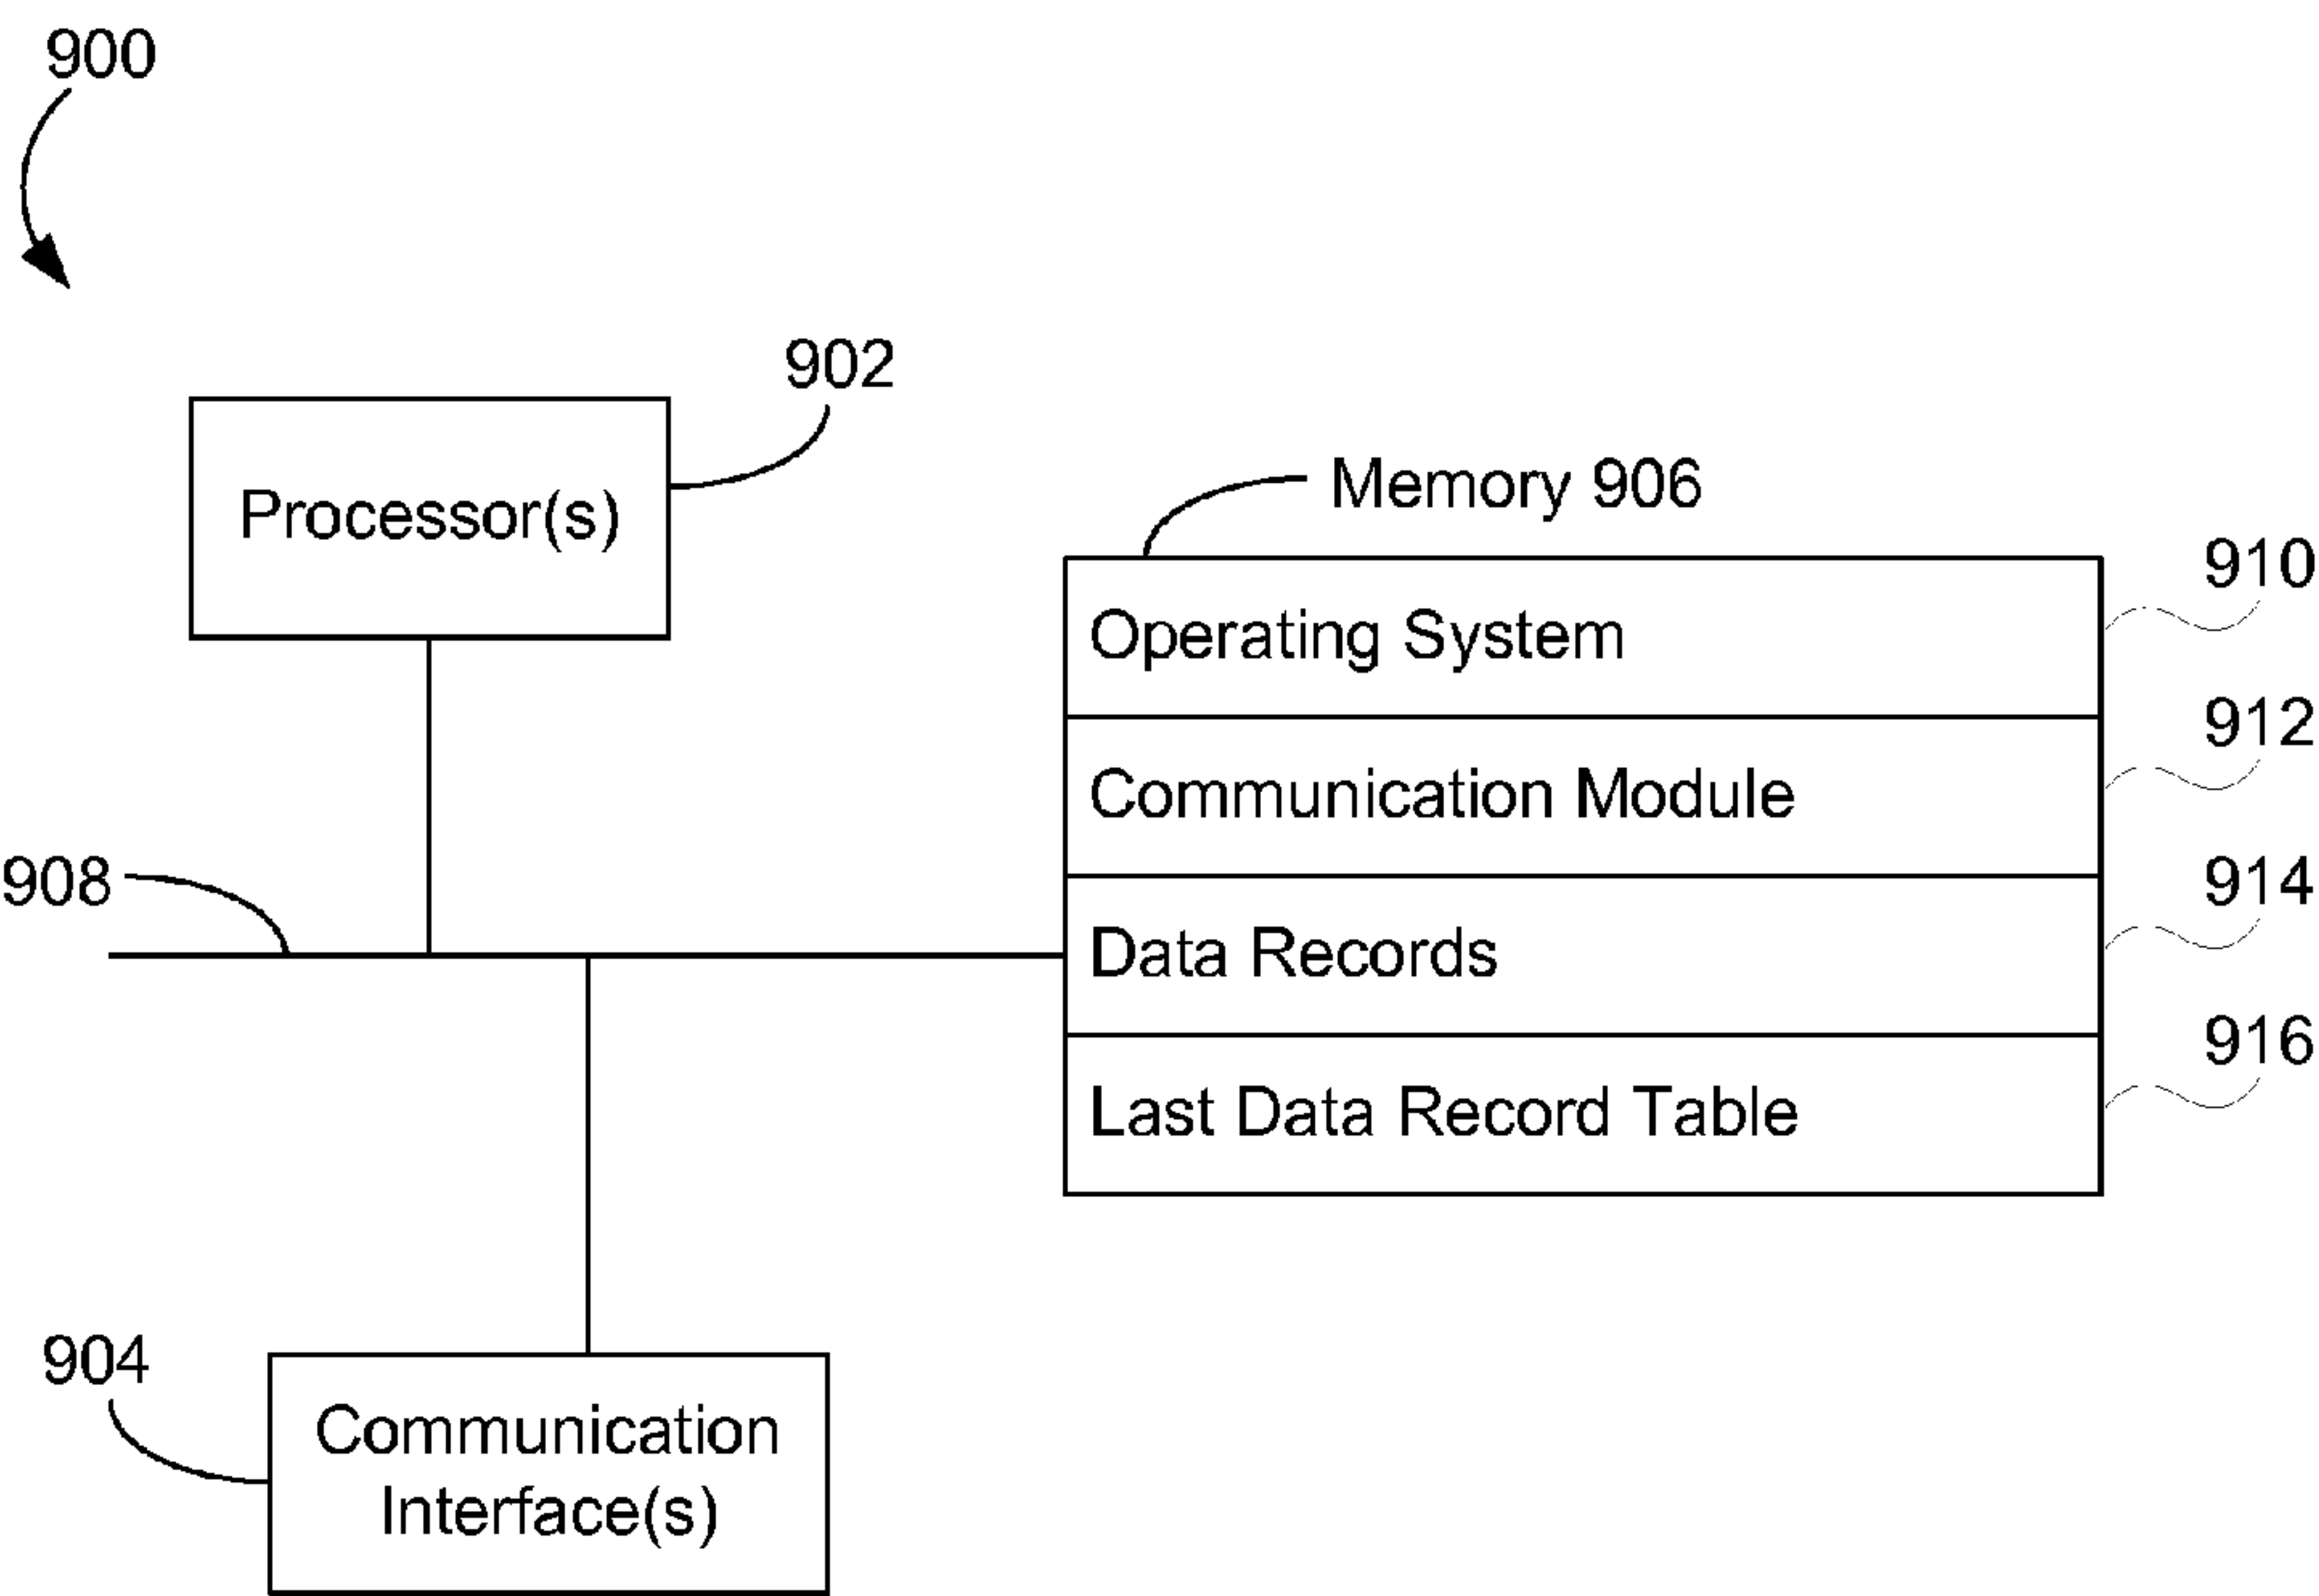 900
902
Processor(s)
Memory 906
910
Operating System
912
Communication Module
908
914
Data Records
916
Last Data Record Table
904
Communication
Interface(s)